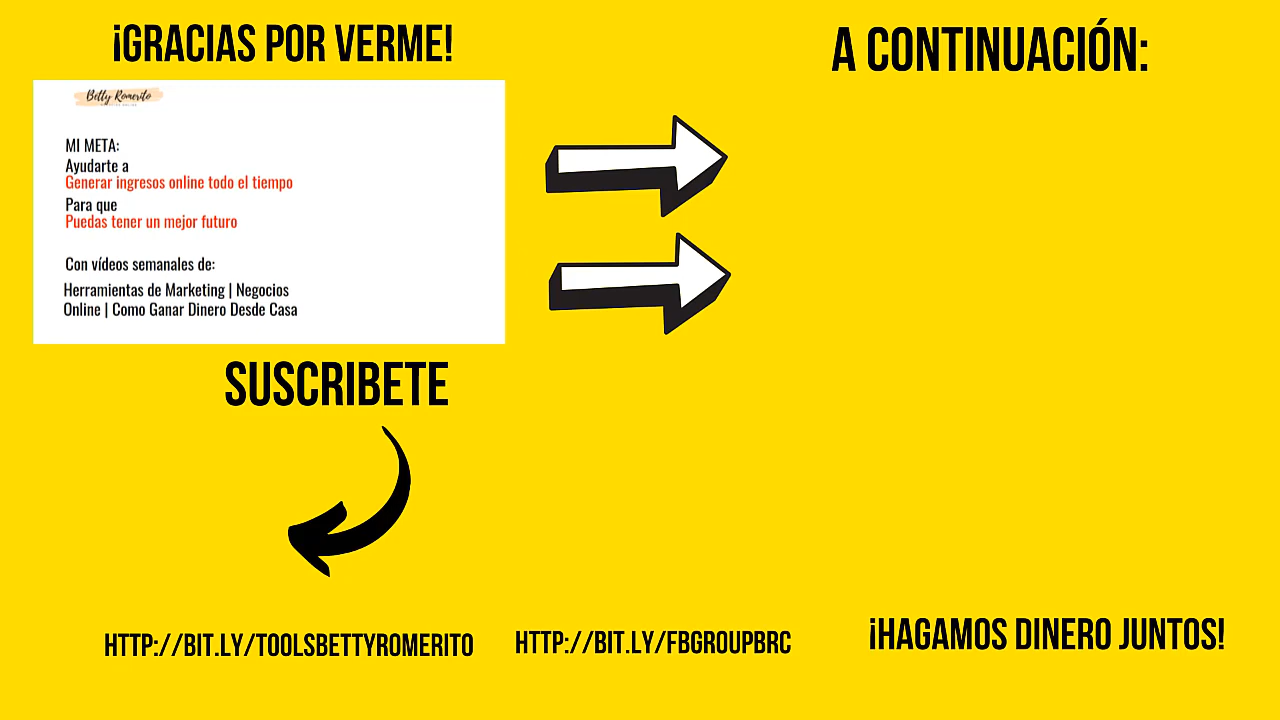 ¡GRACIAS POR VERME!
A CONTINUACIÓN:
Betty Romerito
MI META:
Ayudarte a
Generar ingresos online todo el tiempo
Para que
Puedas tener un mejor futuro
Con vídeos semanales de:
Herramientas de Marketing | Negocios
Online | Como Ganar Dinero Desde Casa
SUSCRIBETE
HTTP://BIT.LY/TOOLSBETTYROMERITO
HTTP://BIT.LY/FBGROUPBRC
¡HAGAMOS DINERO JUNTOS!